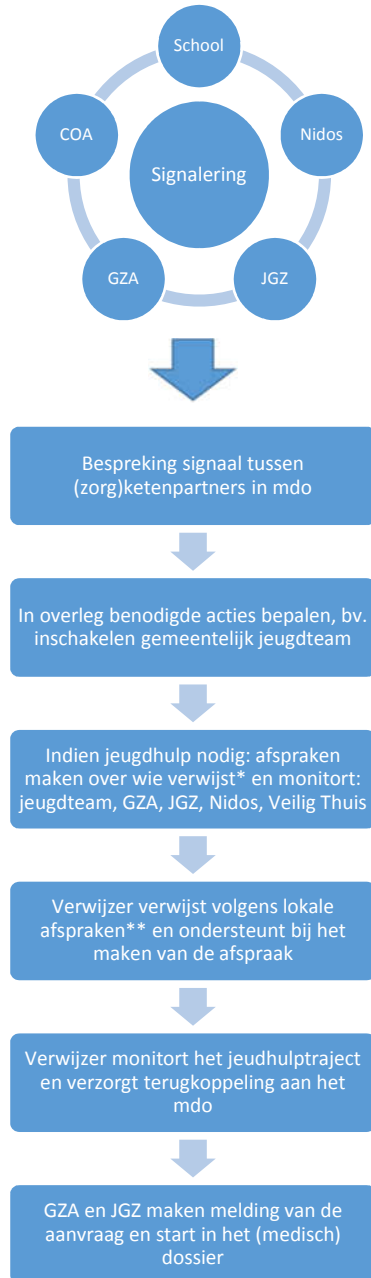 School
COA
Nidos
Signalering
GZA
JGZ
Bespreking signaal tussen
(zorg)ketenpartners in mdo
In overleg benodigde acties bepalen, bv.
inschakelen gemeentelijk jeugdteam
Indien jeugdhulp nodig: afspraken
maken over wie verwijst* en monitort:
jeugdteam, GZA, JGZ, Nidos, Veilig Thuis
Verwijzer verwijst volgens lokale
afspraken** en ondersteunt bij het
maken van de afspraak
Verwijzer monitort het jeudhulptraject
en verzorgt terugkoppeling aan het
mdo
GZA en JGZ maken melding van de
aanvraag en start in het (medisch)
dossier